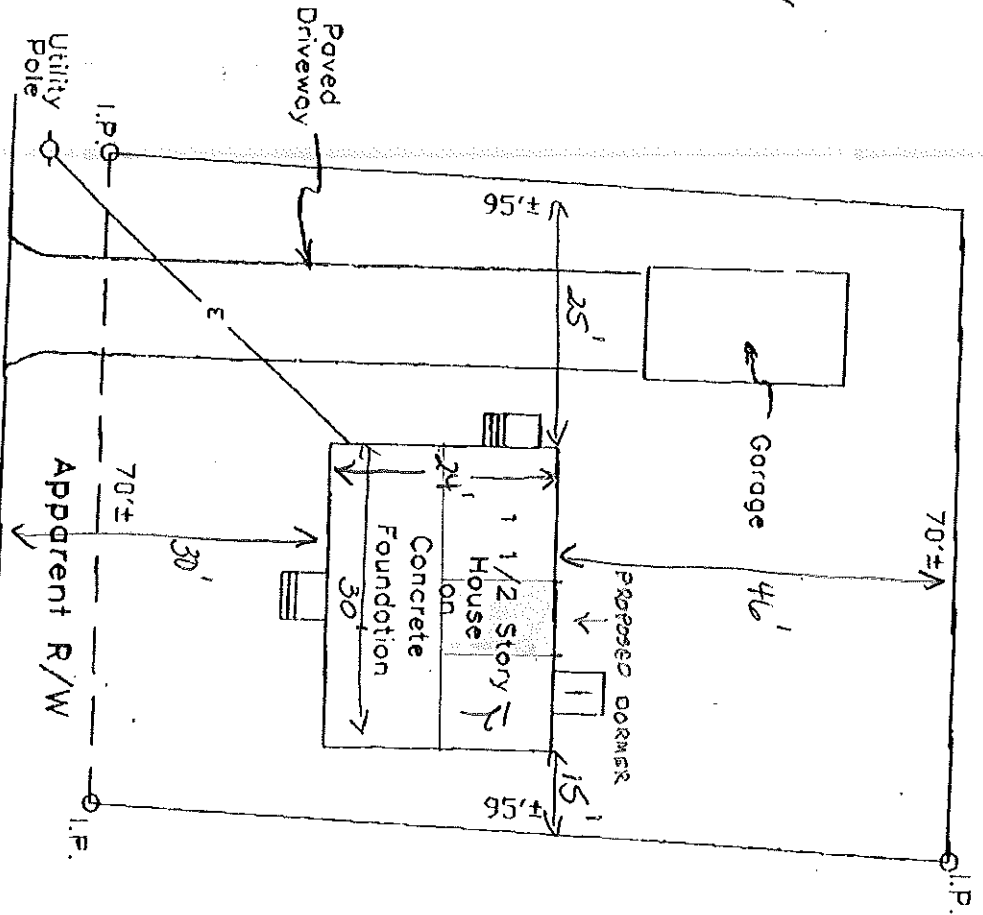 Paved
Driveway
Utility
Pole
I.P.
95'±
25'
E
Garage
70'±
46'
PROPOSED DORMER
1 1/2 Story
House
on
Concrete
Foundation
24'
30'
15'
95'±
30'
70'±
Apparent R/W
I.P.
I.P.